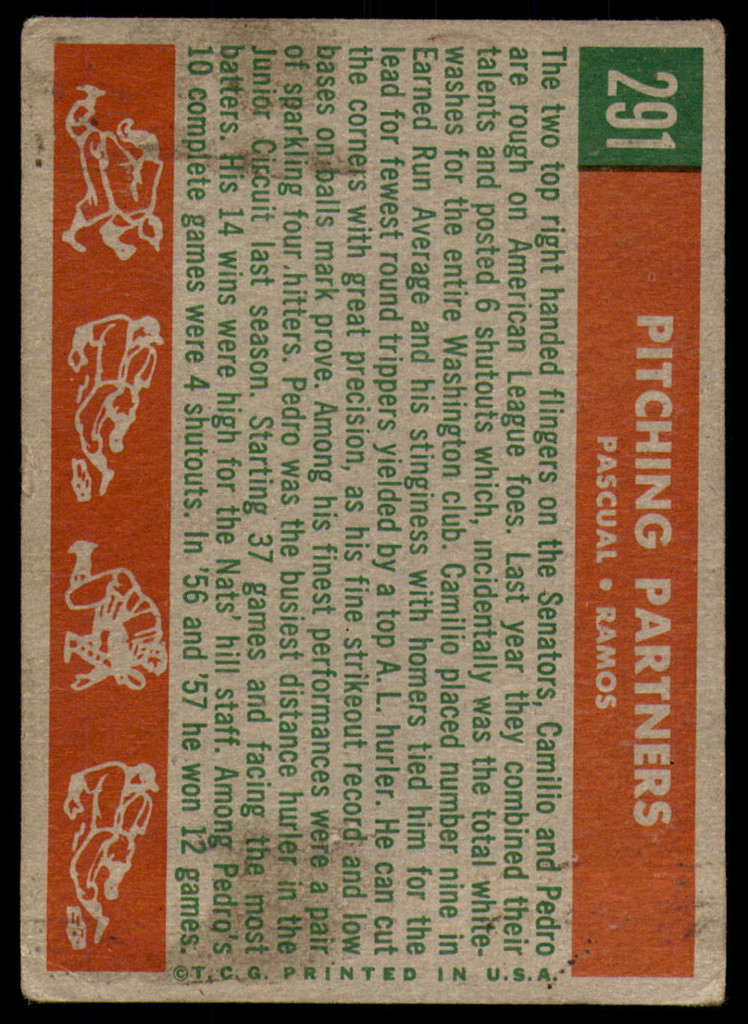 291
PITCHING PARTNERS
PASCUAL • RAMOS
The two top right handed flingers on the Senators, Camilio and Pedro
are rough on American League foes. Last year they combined their
talents and posted 6 shutouts which, incidentally was the total white-
washes for the entire Washington club. Camilio placed number nine in
Earned Run Average and his stinginess with homers tied him for the
lead for fewest round trippers yielded by a top A.L. hurler. He can cut
the corners with great precision, as his fine strikeout record and low
bases on balls mark prove. Among his finest performances were a pair
of sparkling four hitters. Pedro was the busiest distance hurler in the
Junior Circuit last season. Starting 37 games and facing the most
batters. His 14 wins were high for the Nats' hill staff. Among Pedro's
10 complete games were 4 shutouts. In '56 and '57 he won 12 games.
©T.C.G. PRINTED IN U.S.A.